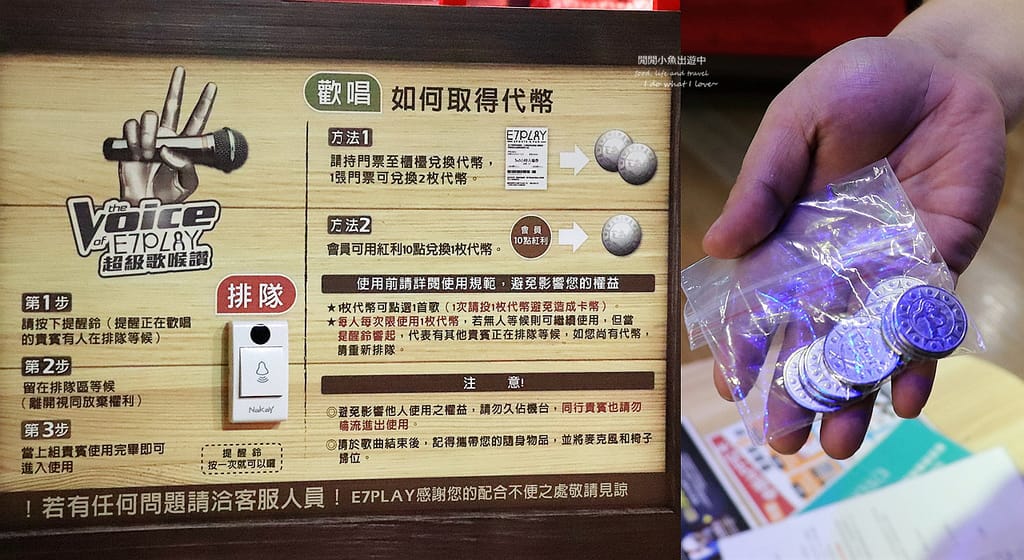 the
Voice
of E7PLAY
超級歌喉讚
第1步
請按下提醒鈴（提醒正在歡唱
的貴賓有人在排隊等候）
第2步
留在排隊區等候
（離開視同放棄權利）
第3步
當上組貴賓使用完畢即可
進入使用
排隊
Nakay
提醒鈴
按一次就可以囉
歡唱 如何取得代幣
方法1
請持門票至櫃檯兌換代幣，
1張門票可兌換2枚代幣。
E7PLAY
方法2
會員可用紅利10點兌換1枚代幣。
會員
10點紅利
使用前請詳閱使用規範，避免影響您的權益
★1枚代幣可點選1首歌（1次請投1枚代幣避免造成卡幣）。
★每人每次限使用1枚代幣，若無人等候則可繼續使用，但當
提醒鈴響起，代表有其他貴賓正在排隊等候，如您尚有代幣，
請重新排隊。
注 意！
◎避免影響他人使用之權益，請勿久佔機台，同行貴賓也請勿
輪流進出使用。
◎請於歌曲結束後，記得攜帶您的隨身物品，並將麥克風和椅子
歸位。
！若有任何問題請洽客服人員！ E7PLAY感謝您的配合不便之處敬請見諒
閒閒小魚出遊中
food, life and travel
I do what I love~